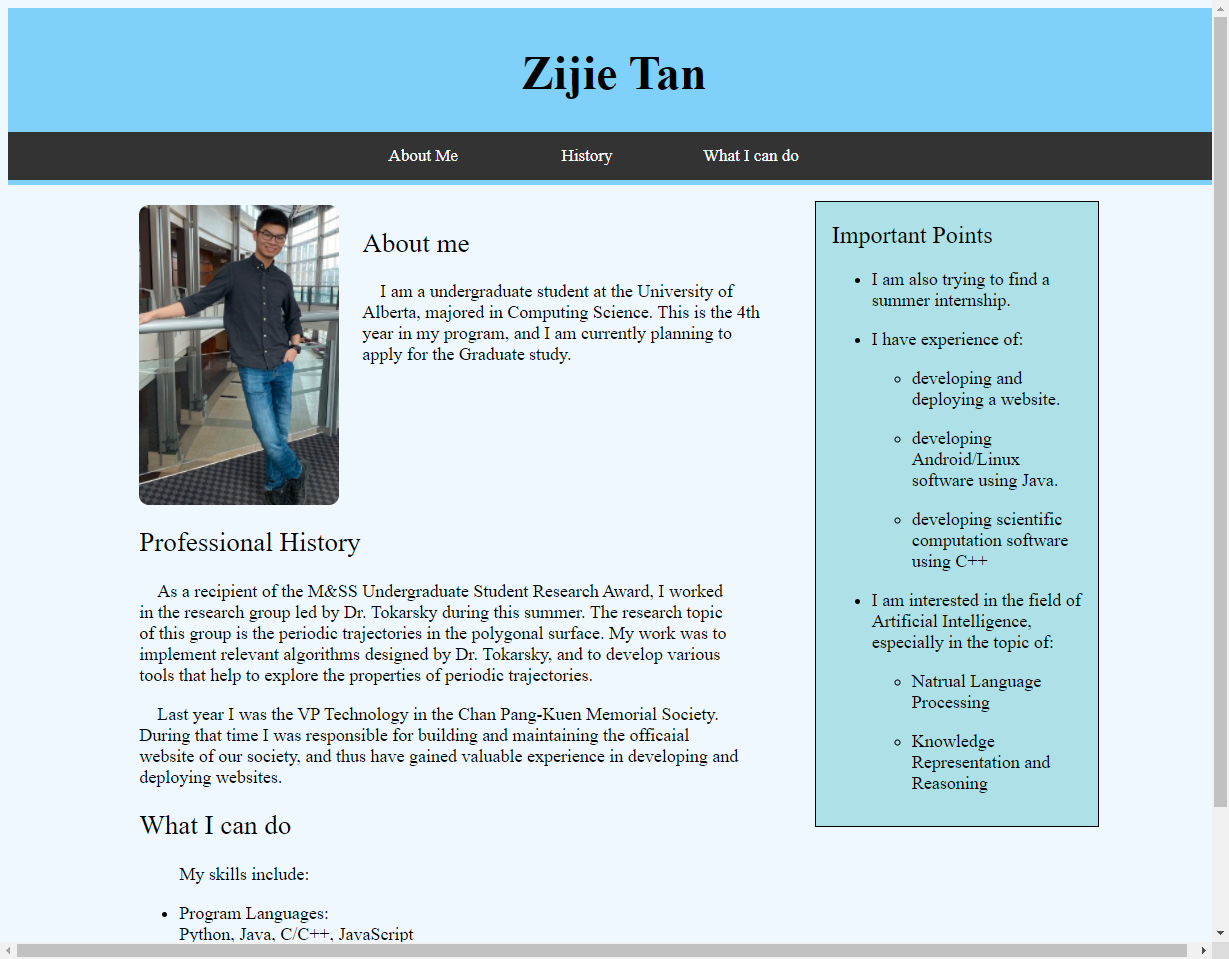 Zijie Tan
About Me
History
What I can do
About me
I am a undergraduate student at the University of
Alberta, majored in Computing Science. This is the 4th
year in my program, and I am currently planning to
apply for the Graduate study.
Professional History
As a recipient of the M&SS Undergraduate Student Research Award, I worked
in the research group led by Dr. Tokarsky during this summer. The research topic
of this group is the periodic trajectories in the polygonal surface. My work was to
implement relevant algorithms designed by Dr. Tokarsky, and to develop various
tools that help to explore the properties of periodic trajectories.
Last year I was the VP Technology in the Chan Pang-Kuen Memorial Society.
During that time I was responsible for building and maintaining the officaial
website of our society, and thus have gained valuable experience in developing and
deploying websites.
What I can do
My skills include:
Program Languages:
Python, Java, C/C++, JavaScript
Important Points
I am also trying to find a
summer internship.
I have experience of:
developing and
deploying a website.
developing
Android/Linux
software using Java.
developing scientific
computation software
using C++
I am interested in the field of
Artificial Intelligence,
especially in the topic of:
Natrual Language
Processing
Knowledge
Representation and
Reasoning